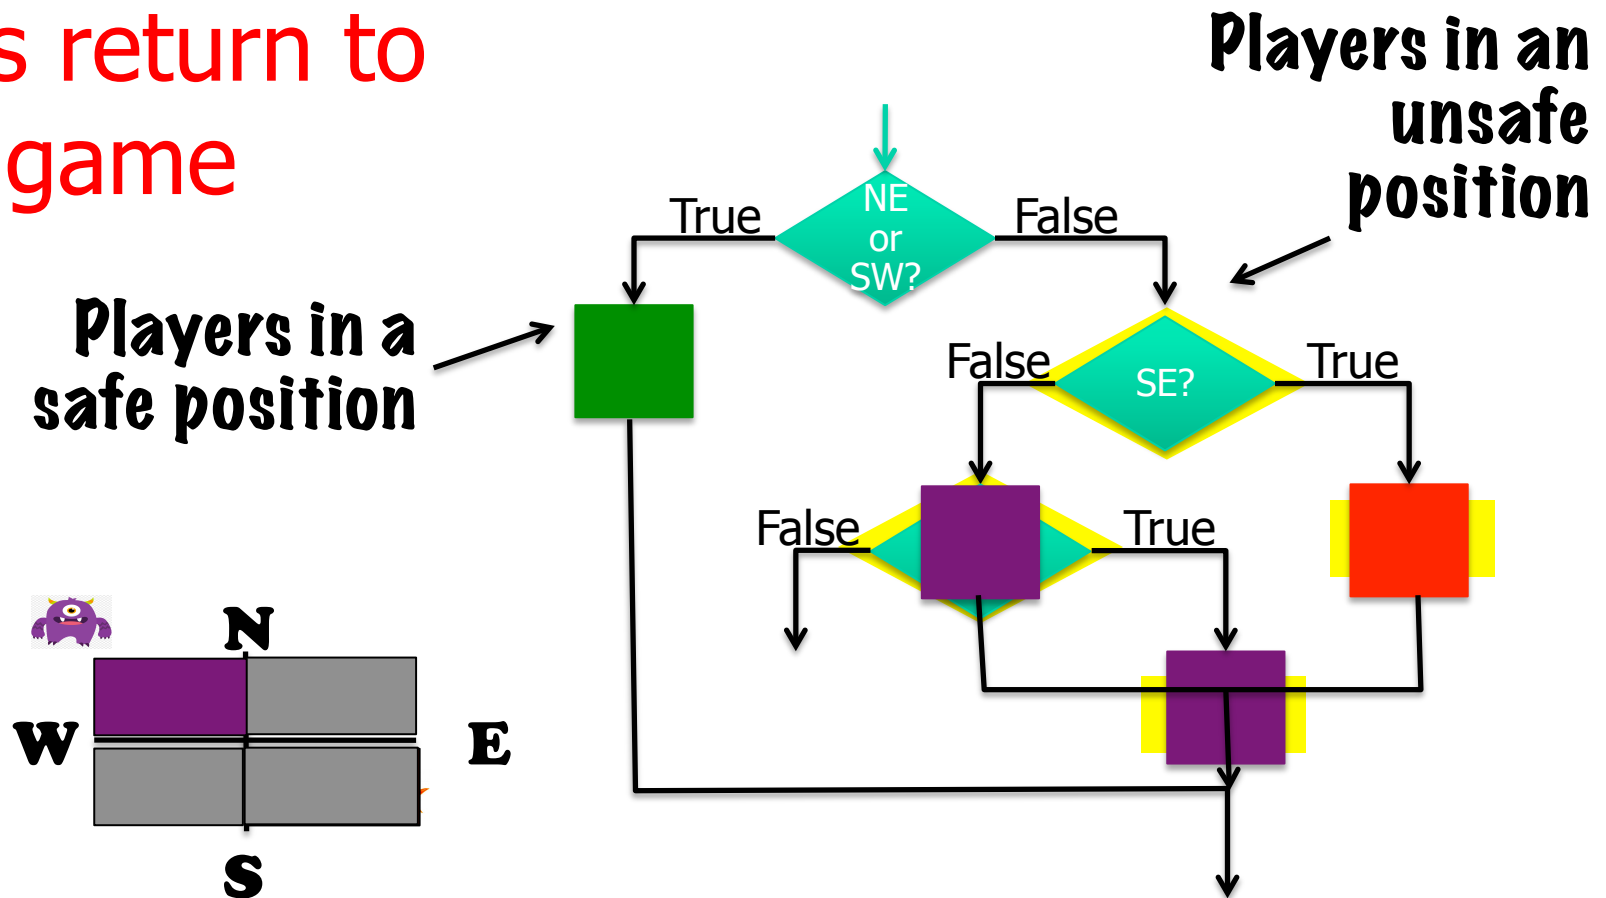 s return to
game
Players in an
unsafe
position
NE
or
SW?
True
False
Players in a
safe position
False
SE?
True
False
True
N
W
E
S